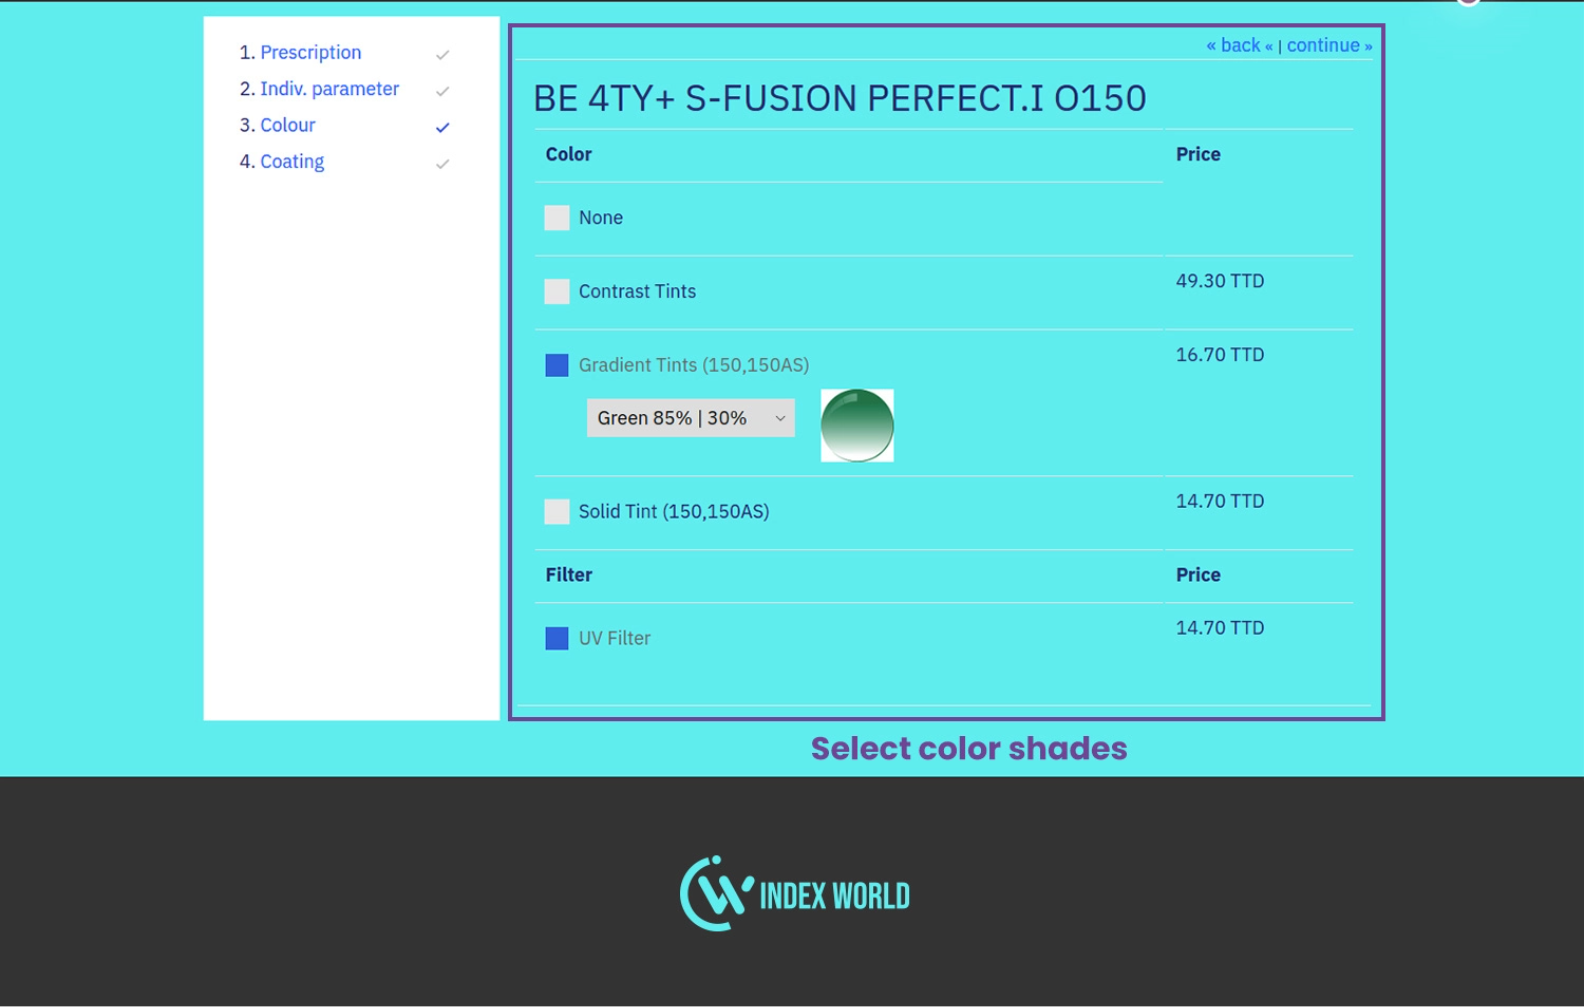 1. Prescription
2. Indiv. parameter
3. Colour
4. Coating
« back « | continue »
BE 4TY+ S-FUSION PERFECT.I O150
Color Price
None
Contrast Tints 49.30 TTD
Gradient Tints (150,150AS) 16.70 TTD
Green 85% | 30%
Solid Tint (150,150AS) 14.70 TTD
Filter Price
UV Filter 14.70 TTD
Select color shades
INDEX WORLD